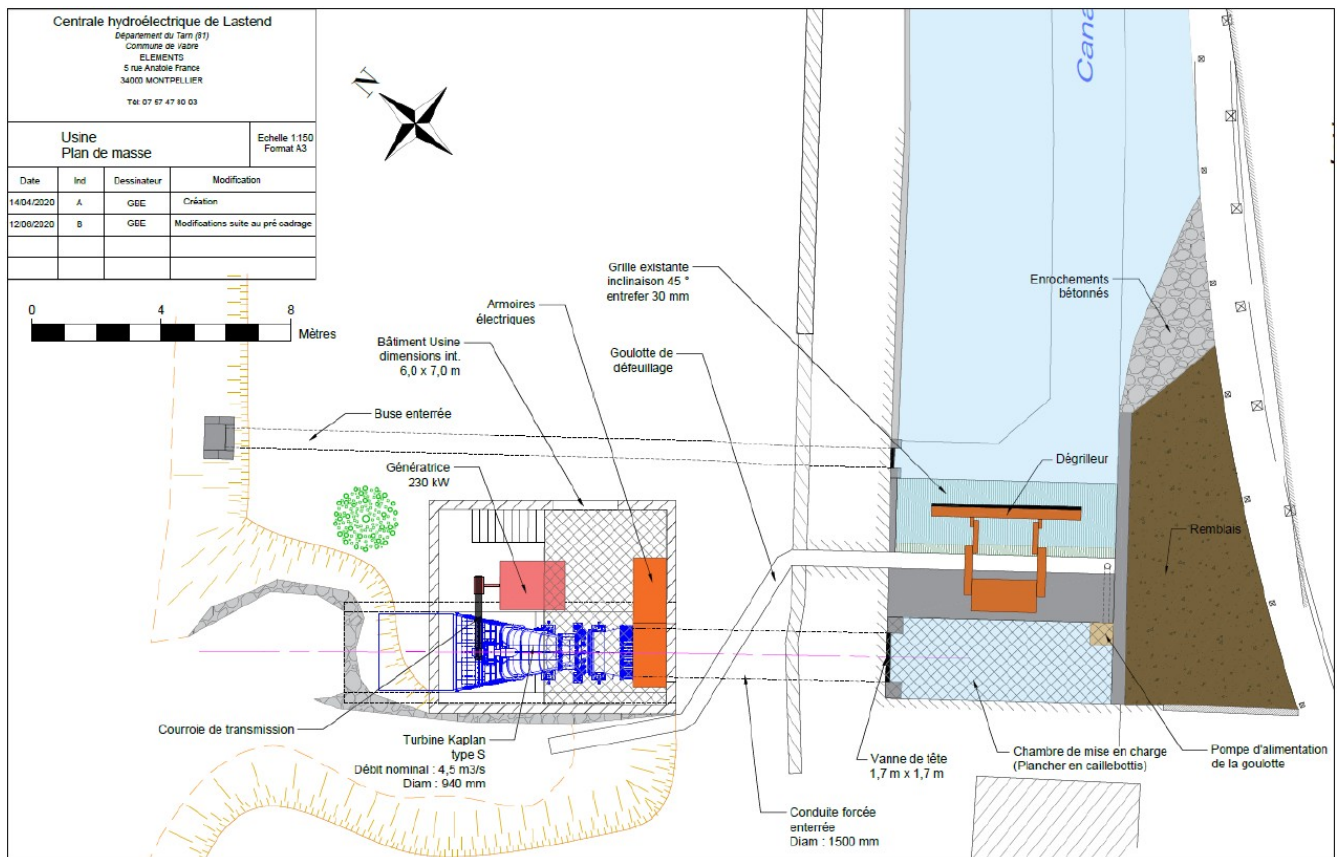 Centrale hydroélectrique de Lastend
Département du Tarn (81)
Commune de Vabre
ELEMENTS
5 rue Anatole France
34000 MONTPELLIER
Tél: 07 67 47 80 03
Usine
Plan de masse
Echelle 1:150
Format A3
Date Ind Dessinateur Modification
14/04/2020 A GBE Création
12/06/2020 B GBE Modifications suite au pré cadrage
N
Cana
0 4 8
Mètres
Grille existante
inclinaison 45 °
entrefer 30 mm
Enrochements
bétonnés
Armoires
électriques
Bâtiment Usine
dimensions int.
6,0 x 7,0 m
Goulotte de
défeuillage
Buse enterrée
Dégrilleur
Génératrice
230 kW
Remblais
Courroie de transmission
Turbine Kaplan
type S
Débit nominal : 4,5 m3/s
Diam : 940 mm
Vanne de tête
1,7 m x 1,7 m
Chambre de mise en charge
(Plancher en caillebottis)
Pompe d'alimentation
de la goulotte
Conduite forcée
enterrée
Diam : 1500 mm